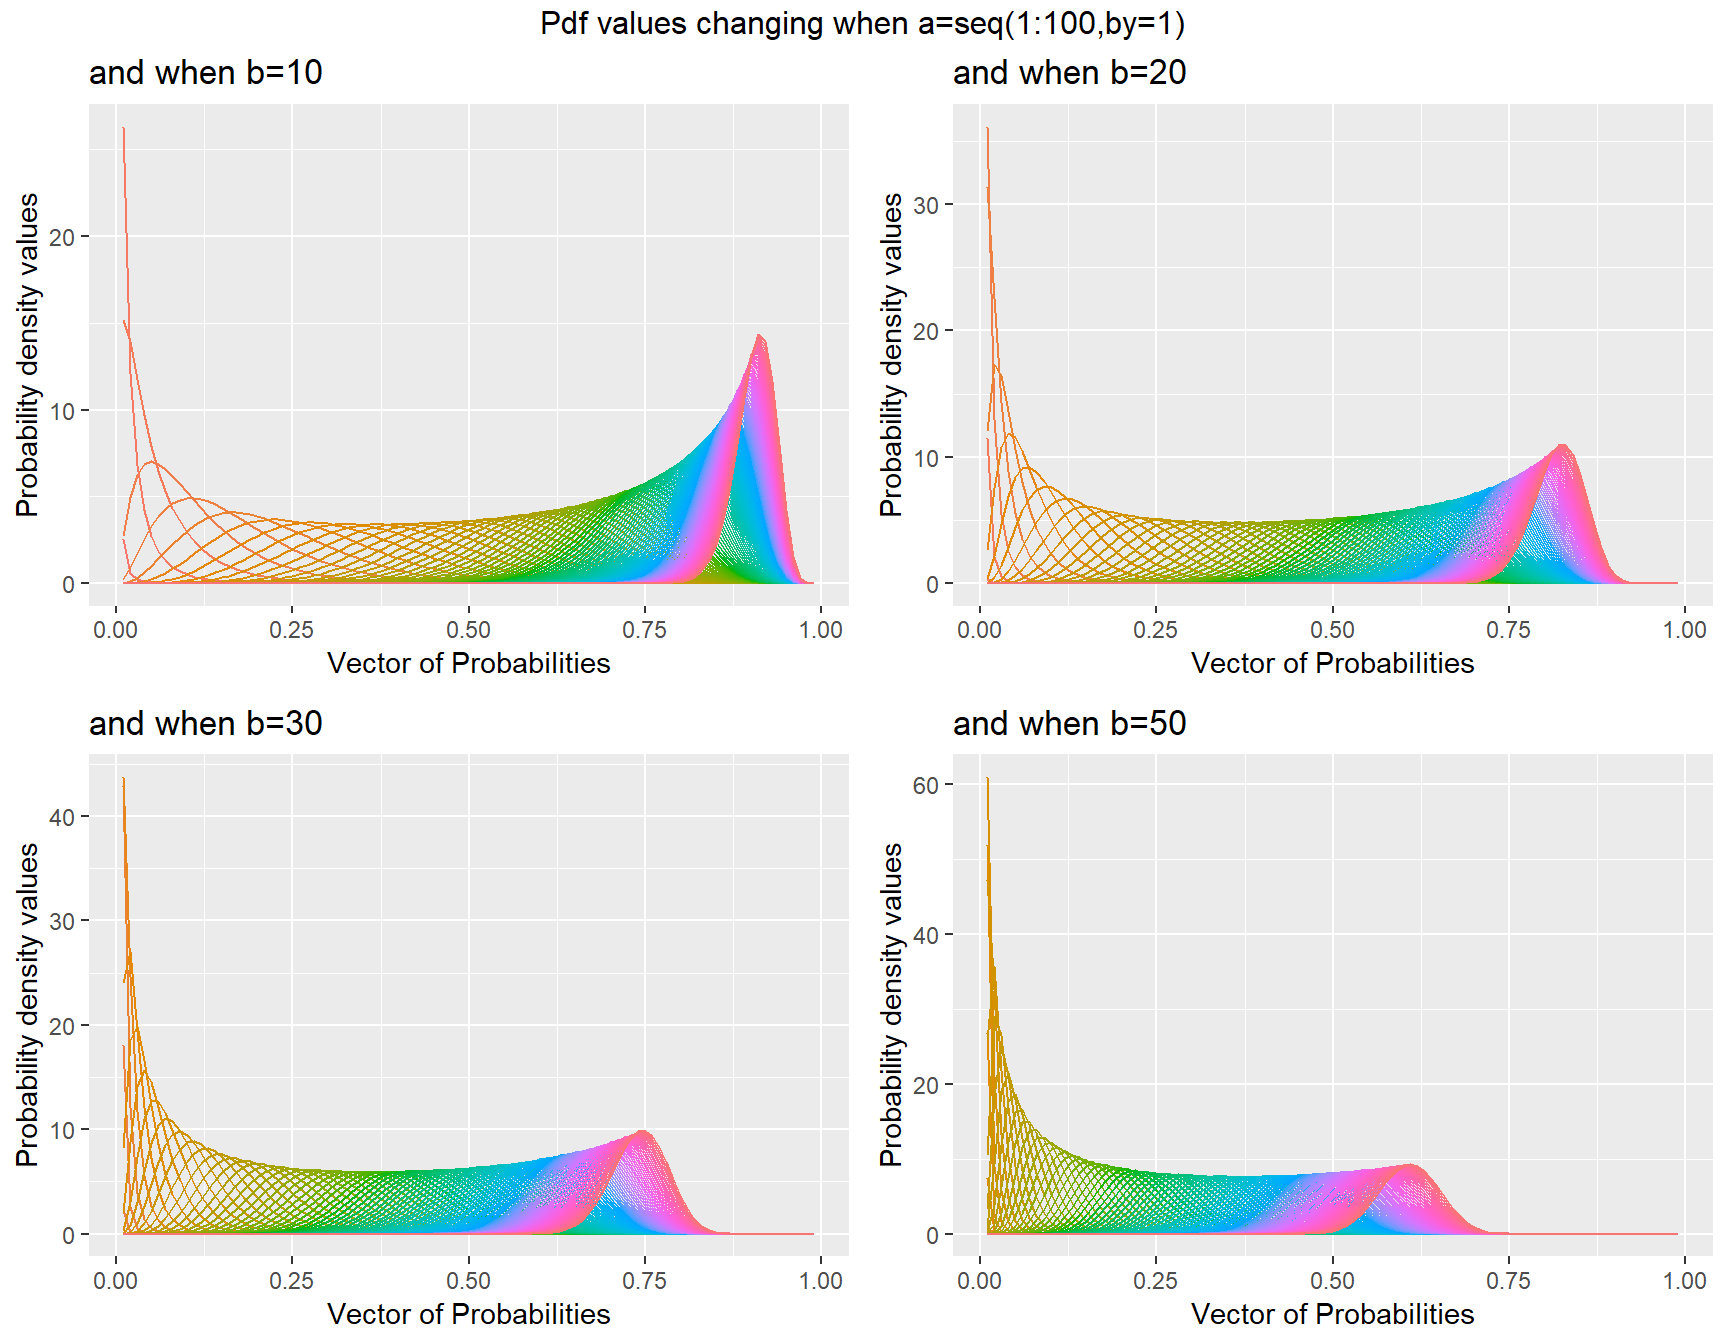 Pdf values changing when a=seq(1:100,by=1)
and when b=10
Probability density values
20
10
0
0.00 0.25 0.50 0.75 1.00
Vector of Probabilities
and when b=20
Probability density values
30
20
10
0
0.00 0.25 0.50 0.75 1.00
Vector of Probabilities
and when b=30
Probability density values
40
30
20
10
0
0.00 0.25 0.50 0.75 1.00
Vector of Probabilities
and when b=50
Probability density values
60
40
20
0
0.00 0.25 0.50 0.75 1.00
Vector of Probabilities